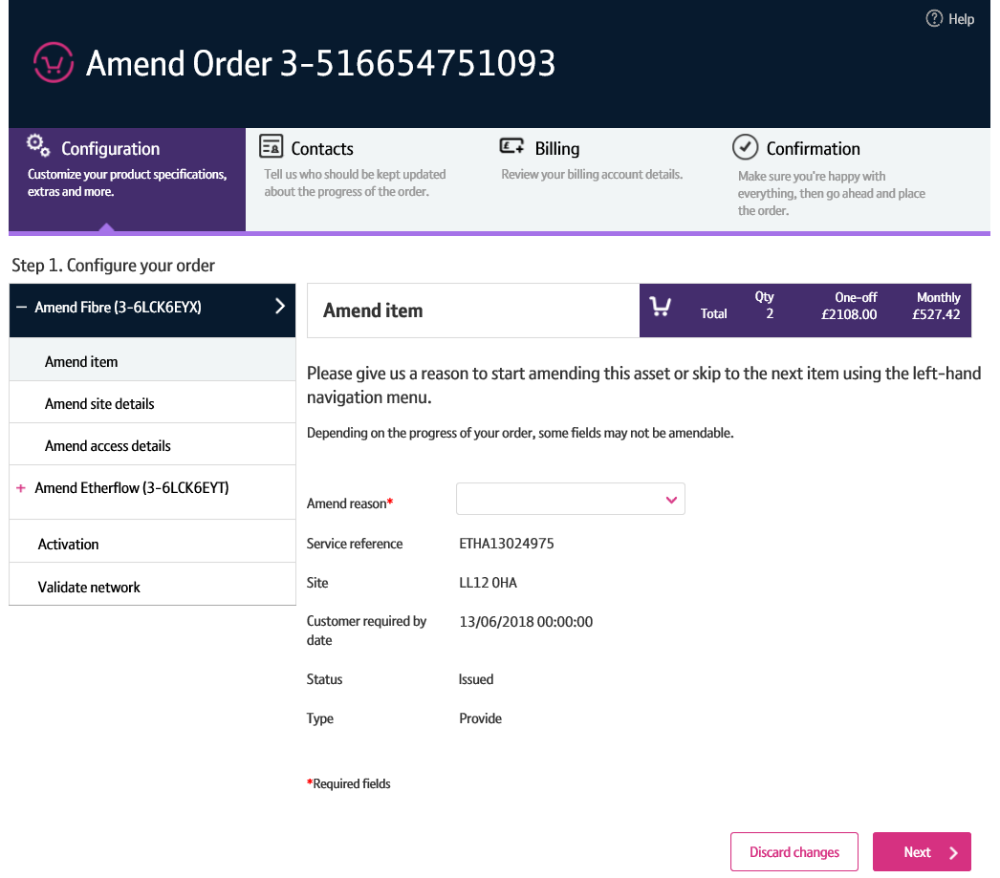 Help
Amend Order 3-516654751093
Configuration
Customize your product specifications,
extras and more.
Contacts
Tell us who should be kept updated
about the progress of the order.
Billing
Review your billing account details.
Confirmation
Make sure you're happy with
everything, then go ahead and place
the order.
Step 1. Configure your order
Amend Fibre (3-6LCK6EYX)
Amend item
Amend site details
Amend access details
+ Amend Etherflow (3-6LCK6EYT)
Activation
Validate network
Amend item
Qty One-off Monthly
Total 2 £2108.00 £527.42
Please give us a reason to start amending this asset or skip to the next item using the left-hand
navigation menu.
Depending on the progress of your order, some fields may not be amendable.
Amend reason*
Service reference ETHA13024975
Site LL12 0HA
Customer required by 13/06/2018 00:00:00
date
Status Issued
Type Provide
*Required fields
Discard changes
Next